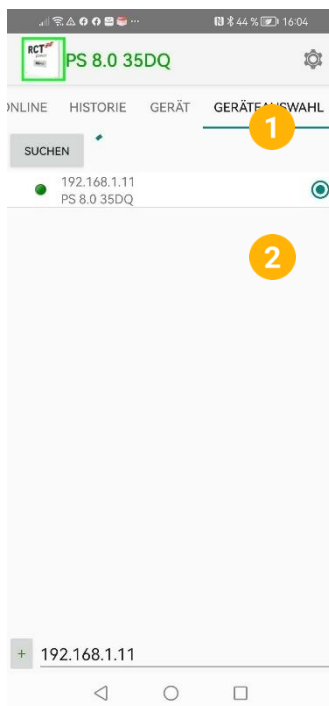 44 % 16:04
RCT
PS 8.0 35DQ
ONLINE HISTORIE GERÄT GERÄTEAUSWAHL
1
SUCHEN
192.168.1.11
PS 8.0 35DQ
2
+ 192.168.1.11